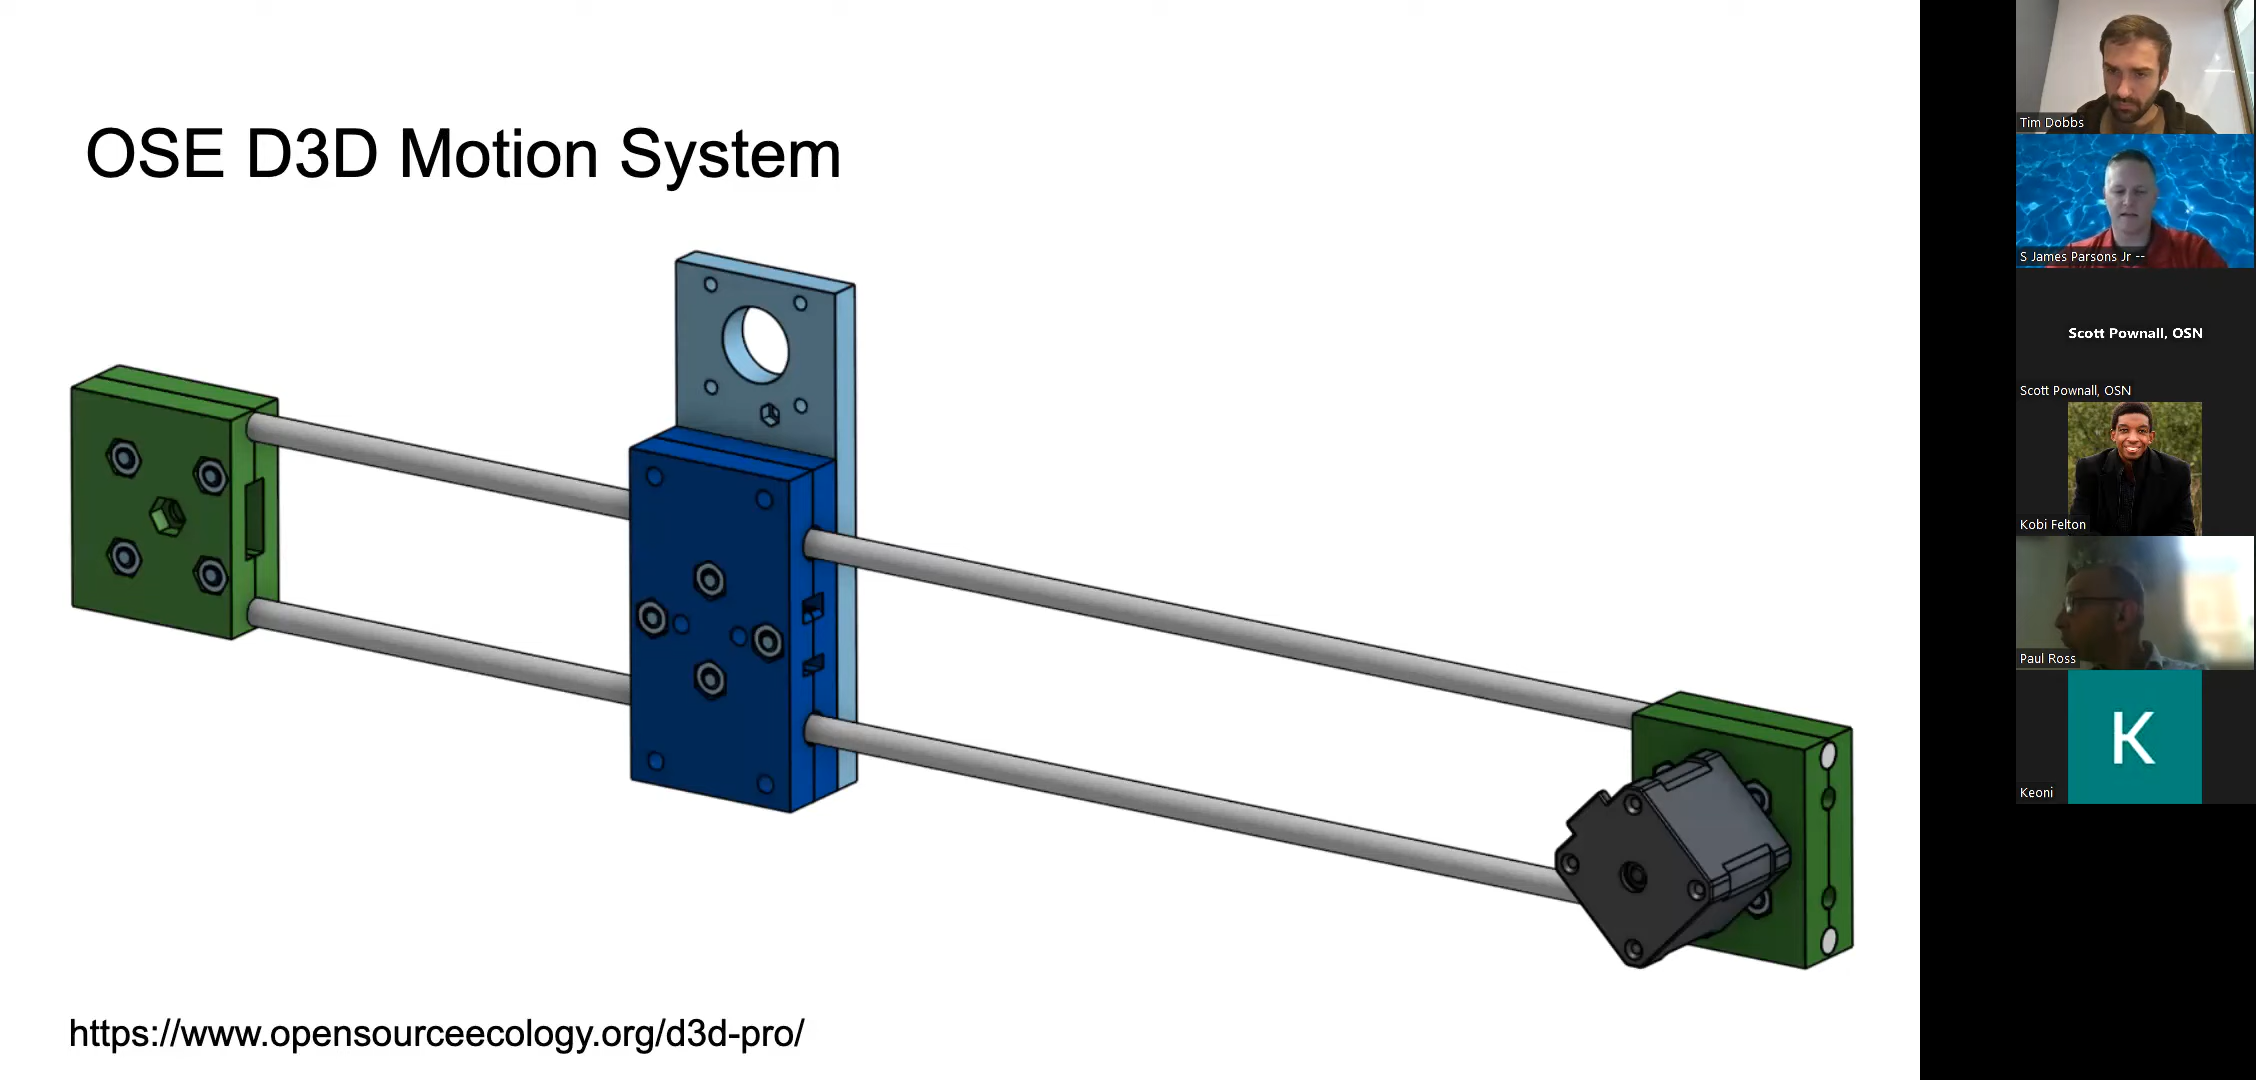 OSE D3D Motion System
https://www.opensourceecology.org/d3d-pro/
Tim Dobbs
S James Parsons Jr --
Scott Pownall, OSN
Scott Pownall, OSN
Kobi Felton
Paul Ross
K
Keoni